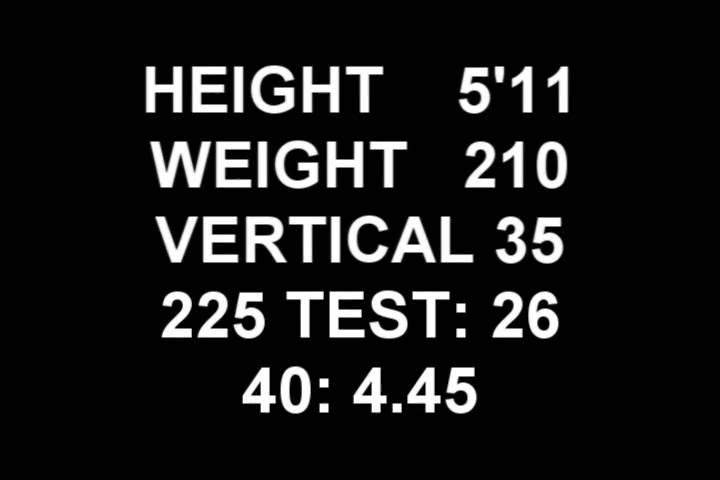 HEIGHT 5'11
WEIGHT 210
VERTICAL 35
225 TEST: 26
40: 4.45